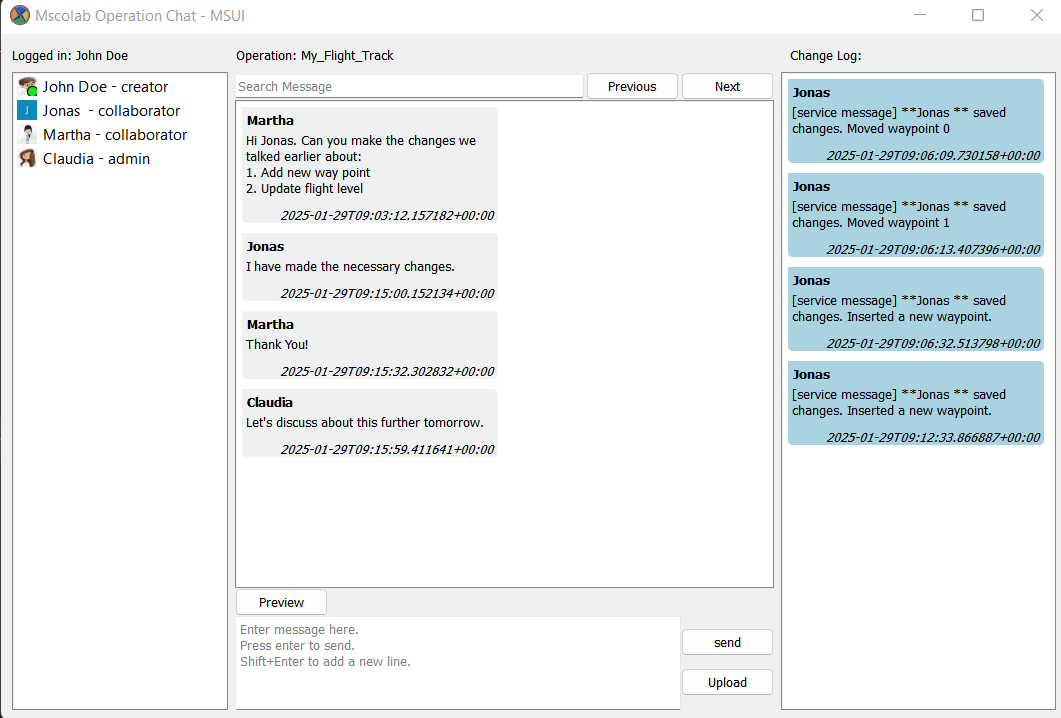 Mscolab Operation Chat - MSUI
Logged in: John Doe
John Doe - creator
J
Jonas  - collaborator
Martha - collaborator
Claudia - admin
Operation: My_Flight_Track
Search Message
Previous
Next
Martha
Hi Jonas. Can you make the changes we
talked earlier about:
1. Add new way point
2. Update flight level
2025-01-29T09:03:12.157182+00:00
Jonas
I have made the necessary changes.
2025-01-29T09:15:00.152134+00:00
Martha
Thank You!
2025-01-29T09:15:32.302832+00:00
Claudia
Let's discuss about this further tomorrow.
2025-01-29T09:15:59.411641+00:00
Preview
Enter message here.
Press enter to send.
Shift+Enter to add a new line.
send
Upload
Change Log:
Jonas
[service message] **Jonas ** saved
changes. Moved waypoint 0
2025-01-29T09:06:09.730158+00:00
Jonas
[service message] **Jonas ** saved
changes. Moved waypoint 1
2025-01-29T09:06:13.407396+00:00
Jonas
[service message] **Jonas ** saved
changes. Inserted a new waypoint.
2025-01-29T09:06:32.513798+00:00
Jonas
[service message] **Jonas ** saved
changes. Inserted a new waypoint.
2025-01-29T09:12:33.866887+00:00